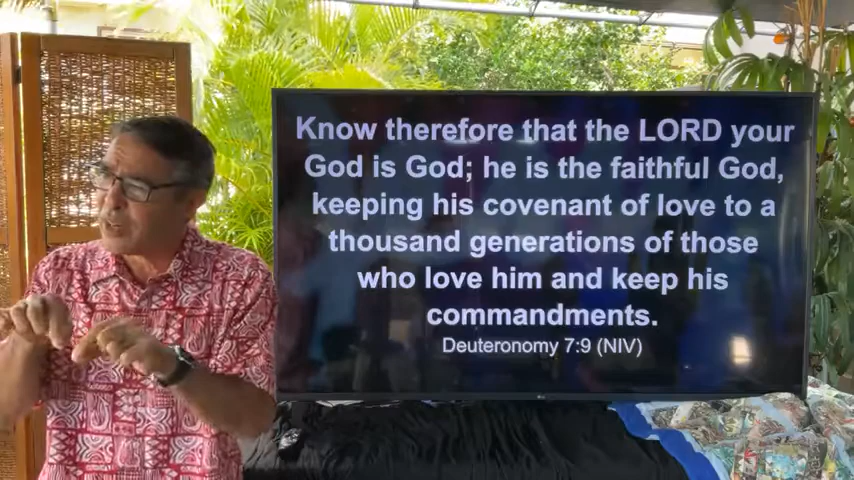 Know therefore that the LORD your
God is God; he is the faithful God,
keeping his covenant of love to a
thousand generations of those
who love him and keep his
commandments.
Deuteronomy 7:9 (NIV)
LG